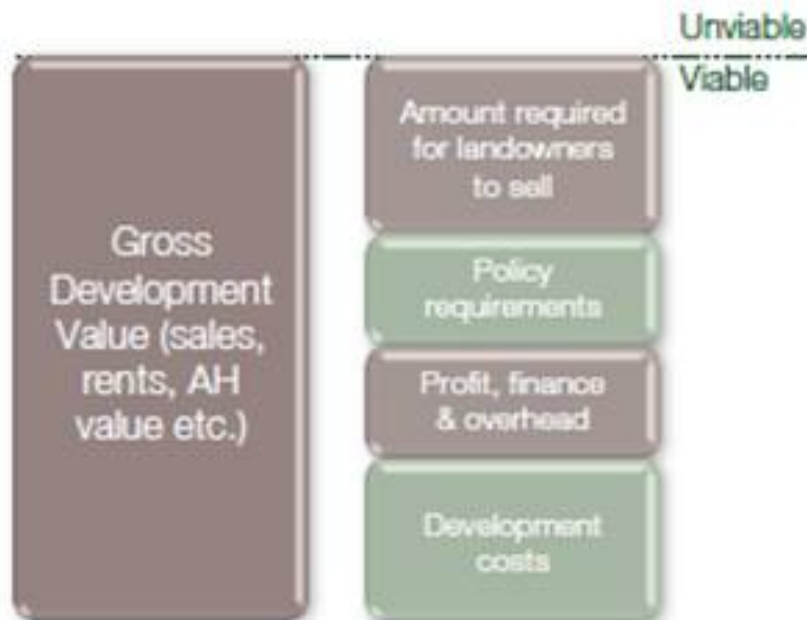 Unviable
Viable
Gross
Development
Value (sales,
rents, AH
value etc.)
Amount required
for landowners
to sell
Policy
requirements
Profit, finance
& overhead
Development
costs